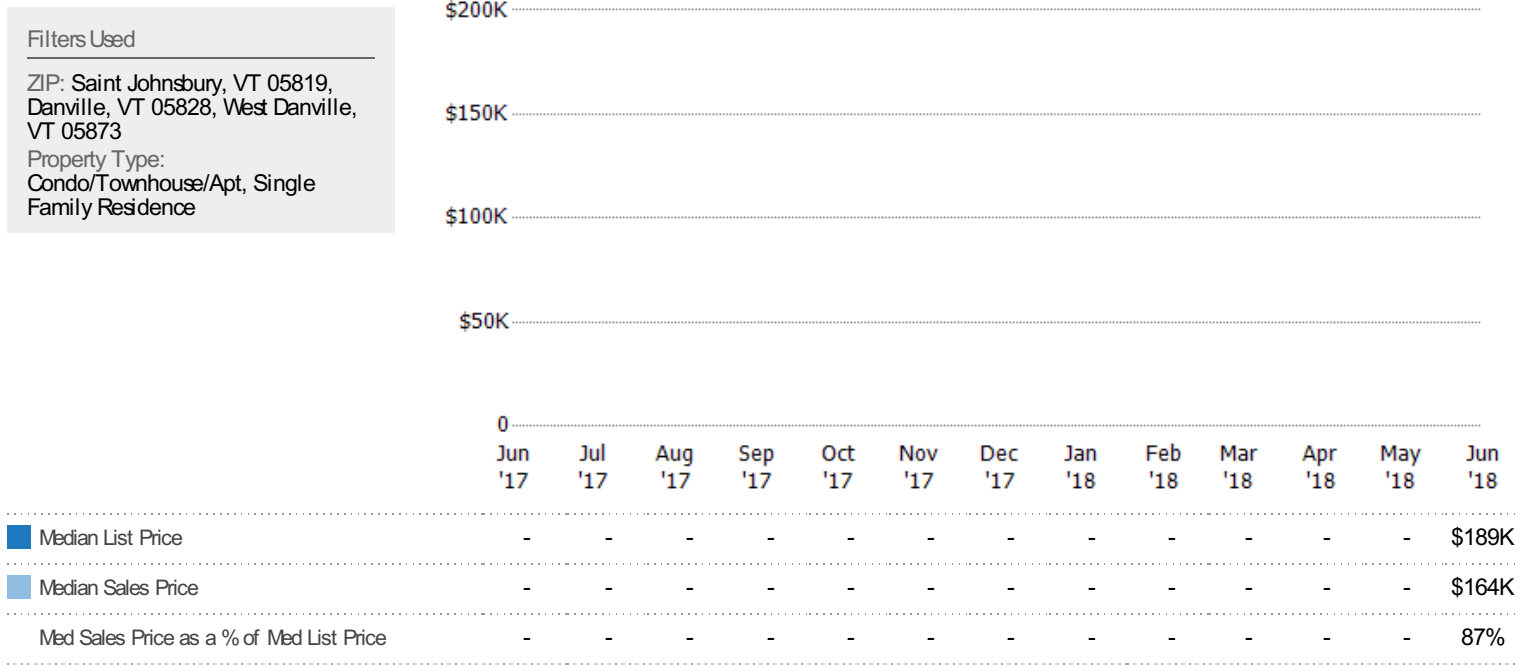 Filters Used
ZIP: Saint Johnsbury, VT 05819,
Danville, VT 05828, West Danville,
VT 05873
Property Type:
Condo/Townhouse/Apt, Single
Family Residence
$200K
$150K
$100K
$50K
0
Jun Jul Aug Sep Oct Nov Dec Jan Feb Mar Apr May Jun
'17 '17 '17 '17 '17 '17 '17 '18 '18 '18 '18 '18 '18
Median List Price - - - - - - - - - - - - $189K
Median Sales Price - - - - - - - - - - - - $164K
Med Sales Price as a % of Med List Price - - - - - - - - - - - - 87%